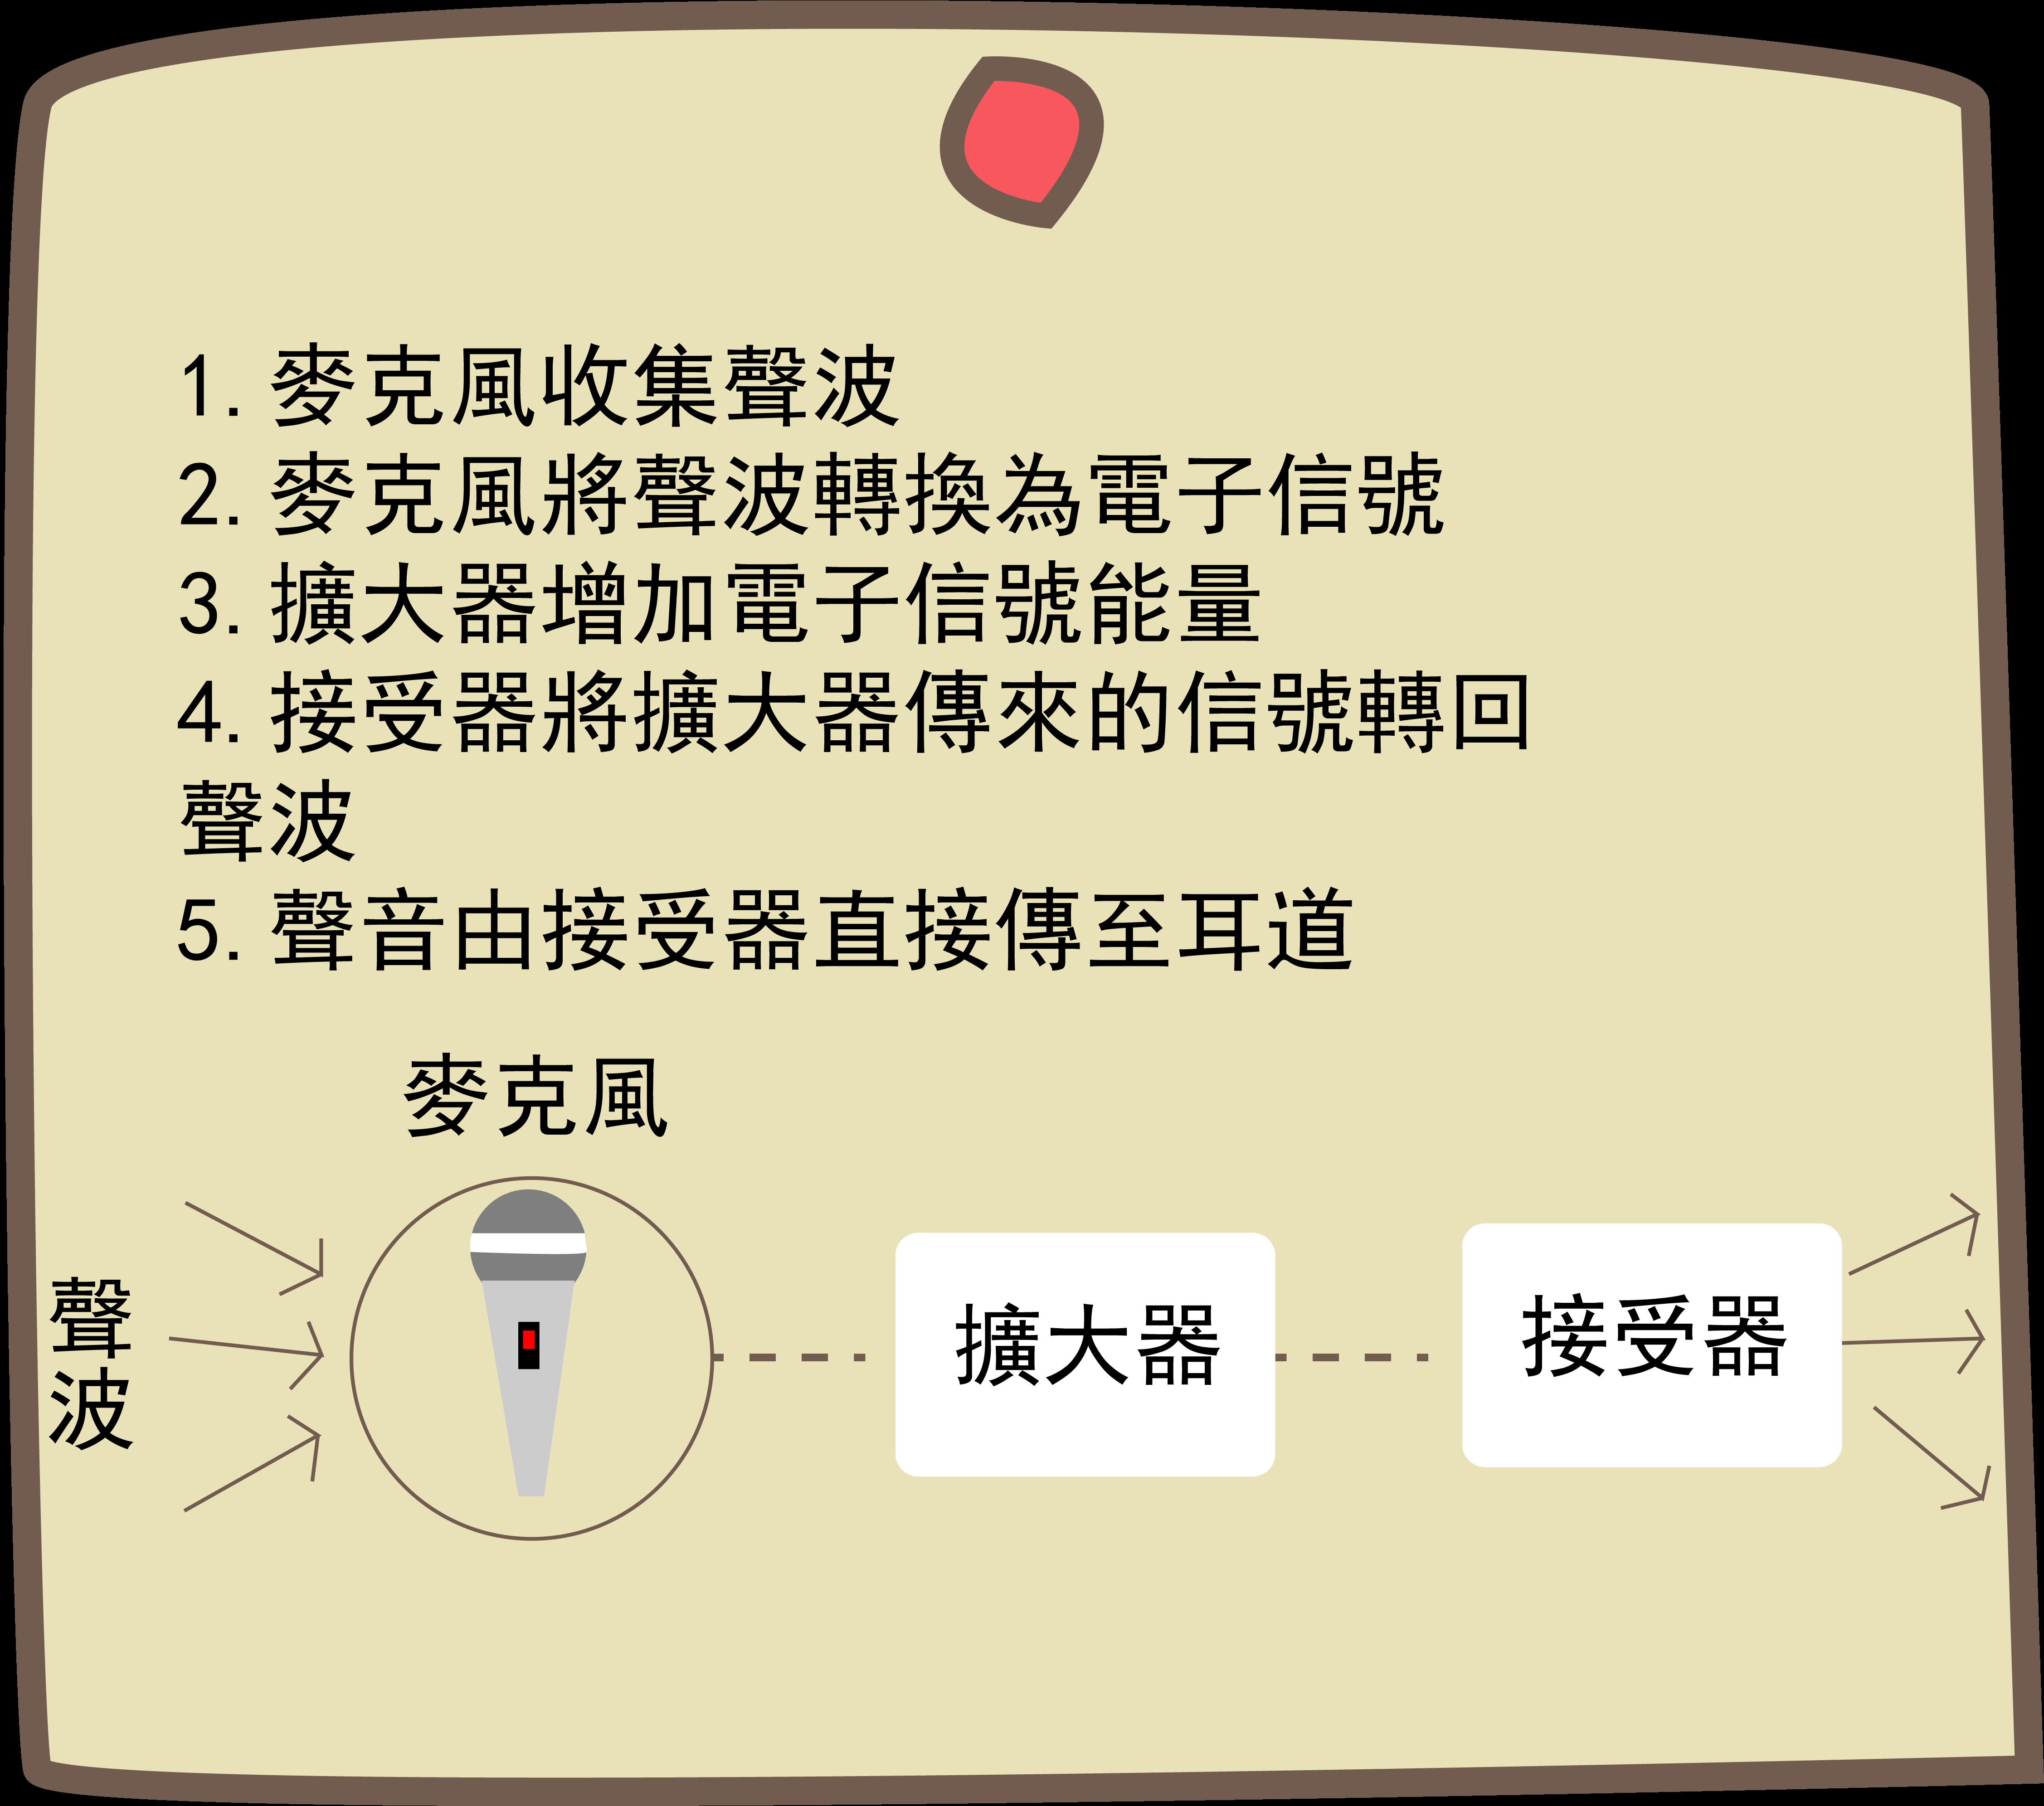 1. 麥克風收集聲波
2. 麥克風將聲波轉換為電子信號
3. 擴大器增加電子信號能量
4. 接受器將擴大器傳來的信號轉回
聲波
5. 聲音由接受器直接傳至耳道
麥克風
聲波
擴大器
接受器